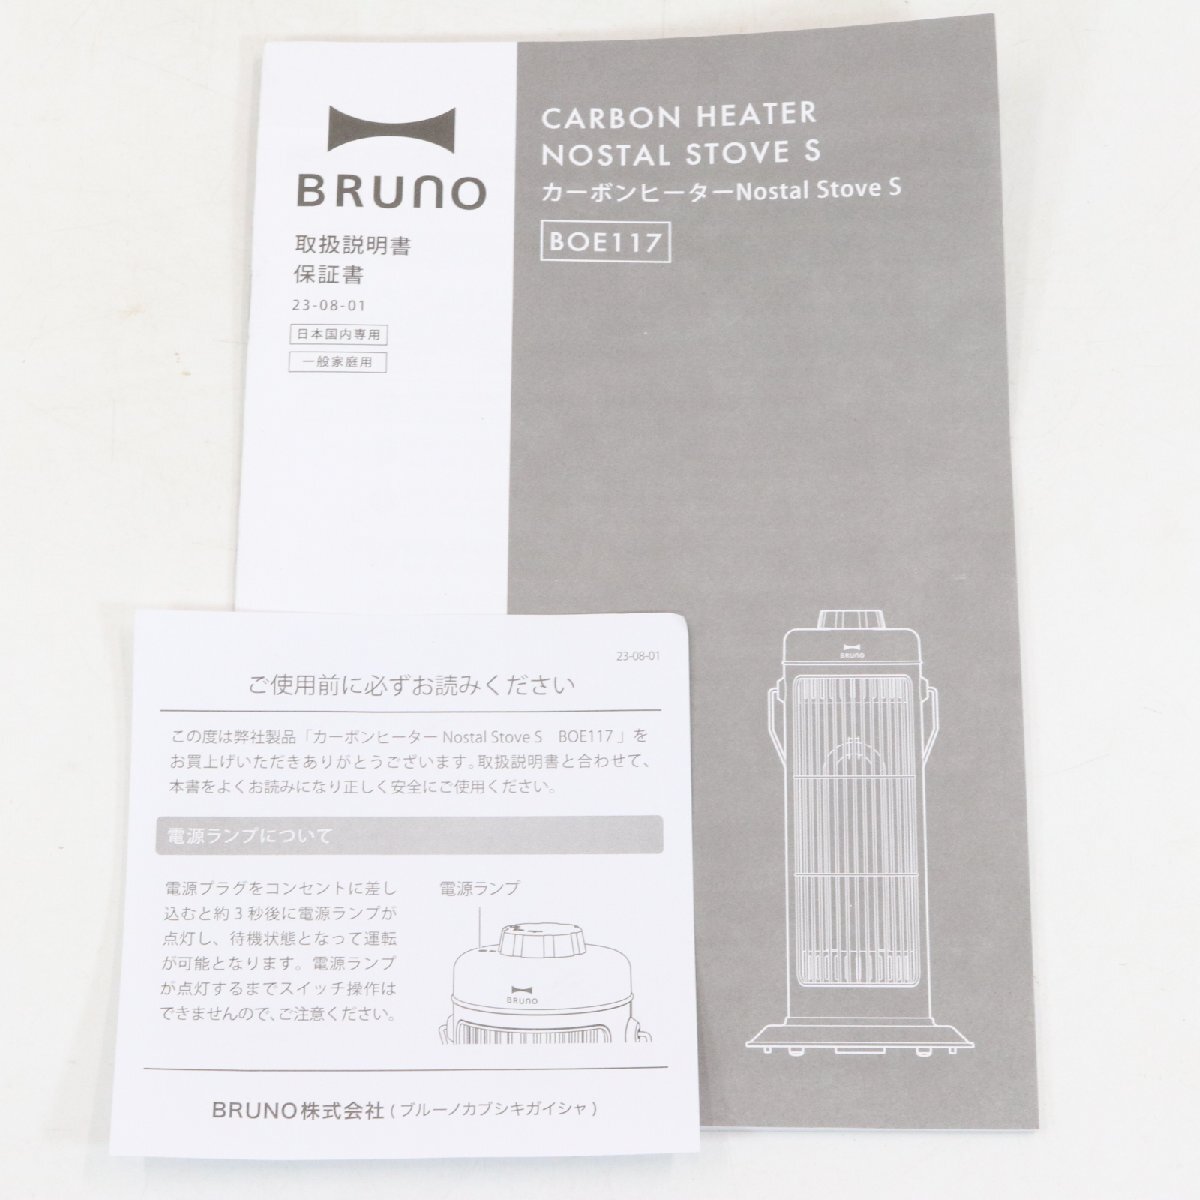 BRUNO
取扱説明書
保証書
23-08-01
日本国内専用
一般家庭用
CARBON HEATER
NOSTAL STOVE S
カーボンヒーターNostal Stove S
BOE117
BRUNO
23-08-01
ご使用前に必ずお読みください
この度は弊社製品「カーボンヒーター Nostal Stove S　BOE117 」を
お買上げいただきありがとうございます。取扱説明書と合わせて、
本書をよくお読みになり正しく安全にご使用ください。
電源ランプについて
電源プラグをコンセントに差し
込むと約 3 秒後に電源ランプが
点灯し、待機状態となって運転
が可能となります。電源ランプ
が点灯するまでスイッチ操作は
できませんので、ご注意ください。
電源ランプ
BRUNO
BRUNO株式会社 ( ブルーノカブシキガイシャ )